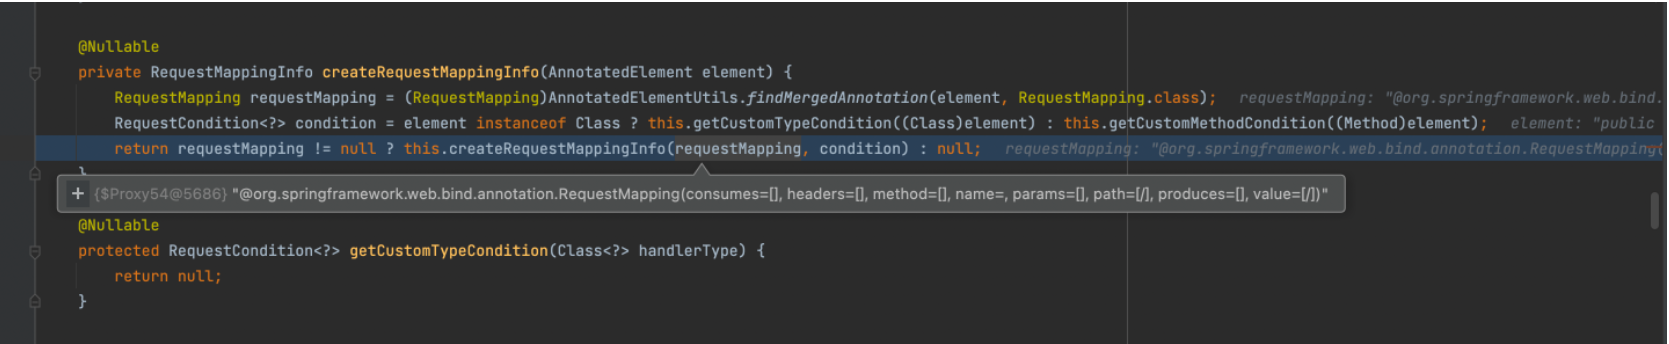 @Nullable
private RequestMappingInfo createRequestMappingInfo(AnnotatedElement element) {
RequestMapping requestMapping = (RequestMapping)AnnotatedElementUtils.findMergedAnnotation(element, RequestMapping.class); requestMapping: "@org.springframework.web.bind.
RequestCondition<?> condition = element instanceof Class ? this.getCustomTypeCondition((Class)element) : this.getCustomMethodCondition((Method)element); element: "public
return requestMapping != null ? this.createRequestMappingInfo(requestMapping, condition) : null; requestMapping: "@org.springframework.web.bind.annotation.RequestMapping(
}
+ {$Proxy54@5686} "@org.springframework.web.bind.annotation.RequestMapping(consumes=[], headers=[], method=[], name=, params=[], path=[/], produces=[], value=[/])"
@Nullable
protected RequestCondition<?> getCustomTypeCondition(Class<?> handlerType) {
return null;
}